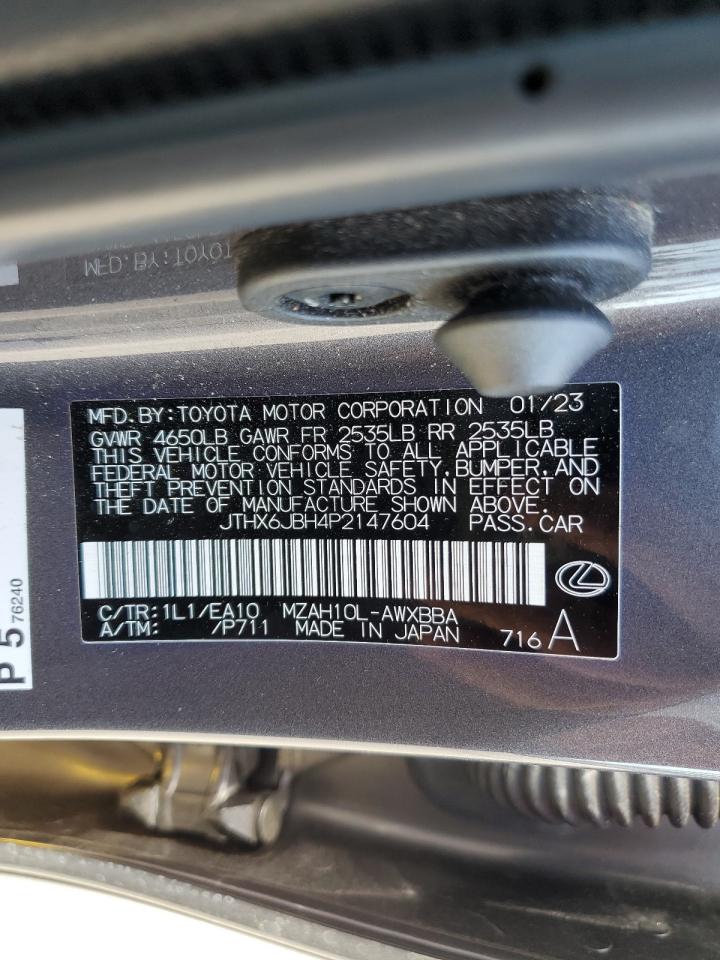 MFD. BY: TOYOTA
MFD. BY: TOYOTA MOTOR CORPORATION 01/23
GVWR 4650LB GAWR FR 2535LB RR 2535LB
THIS VEHICLE CONFORMS TO ALL APPLICABLE
FEDERAL MOTOR VEHICLE SAFETY, BUMPER, AND
THEFT PREVENTION STANDARDS IN EFFECT ON
THE DATE OF MANUFACTURE SHOWN ABOVE.
JTHX6JBH4P2147604 PASS.CAR
C/TR: 1L1/EA10 MZAH10L-AWXBBA
A/TM: /P711 MADE IN JAPAN 716 A
P 5 76240